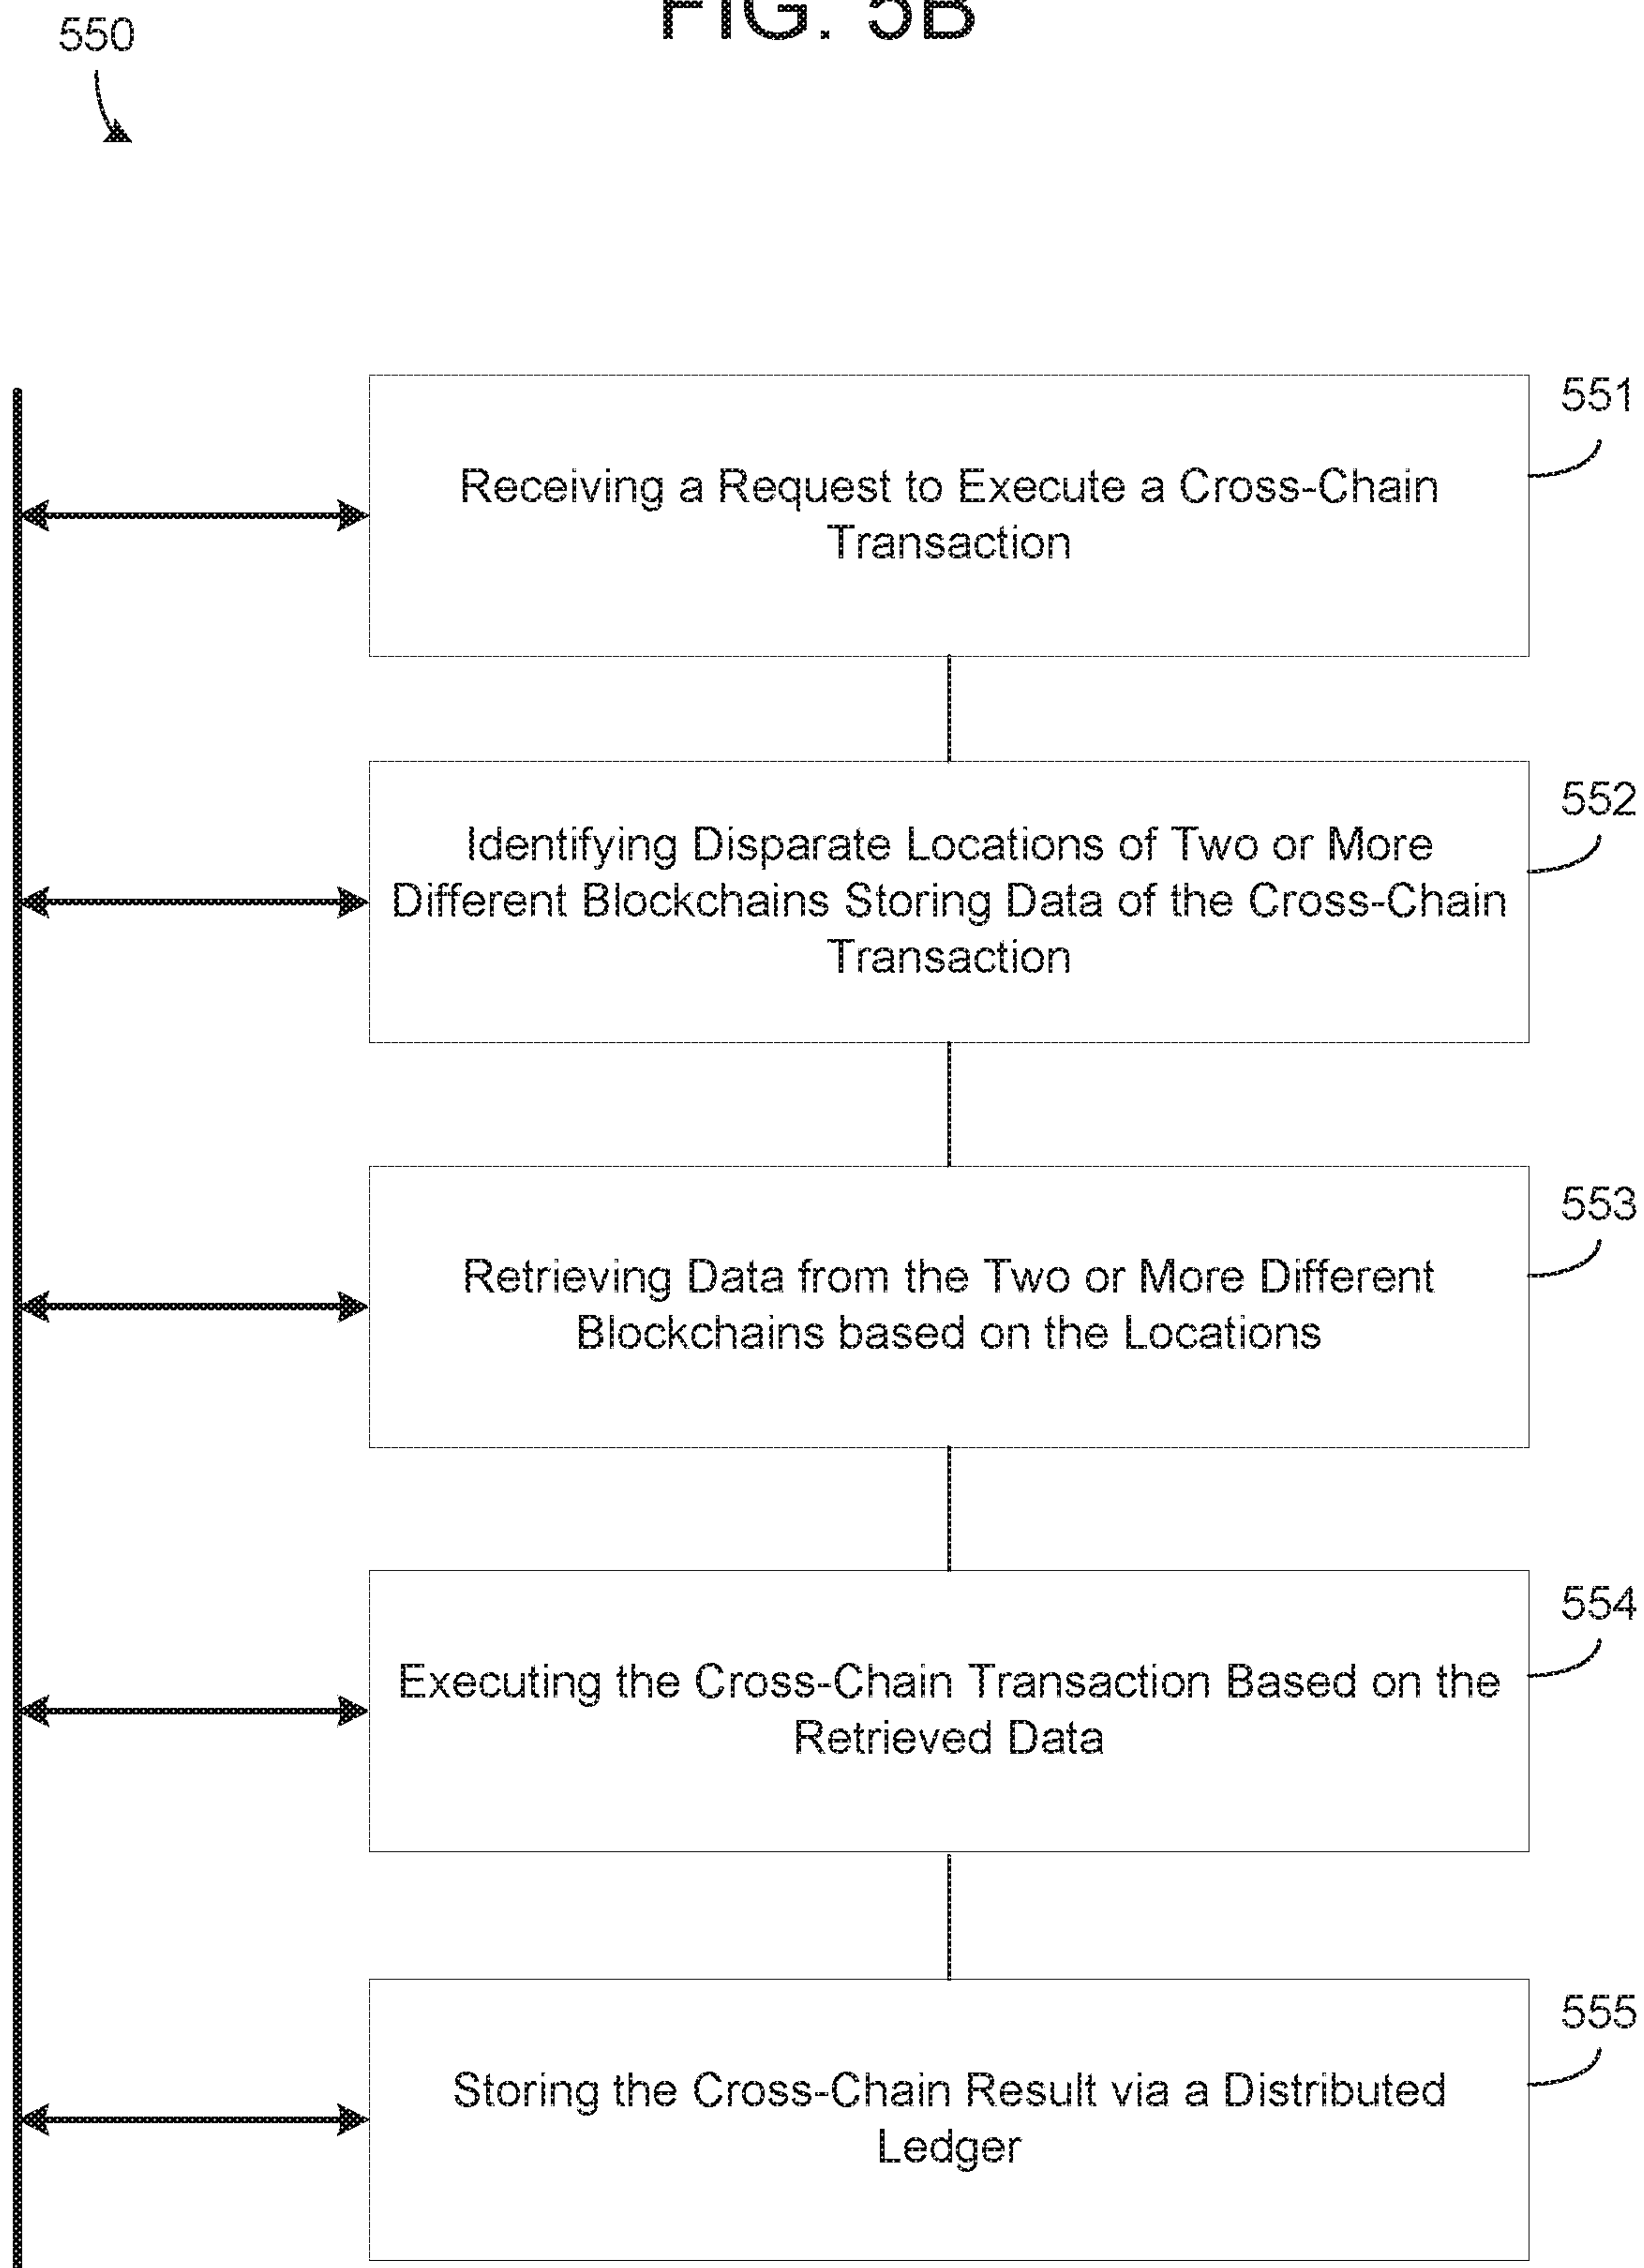 FIG. 5B
550
551
Receiving a Request to Execute a Cross-Chain
Transaction
552
Identifying Disparate Locations of Two or More
Different Blockchains Storing Data of the Cross-Chain
Transaction
553
Retrieving Data from the Two or More Different
Blockchains based on the Locations
554
Executing the Cross-Chain Transaction Based on the
Retrieved Data
555
Storing the Cross-Chain Result via a Distributed
Ledger